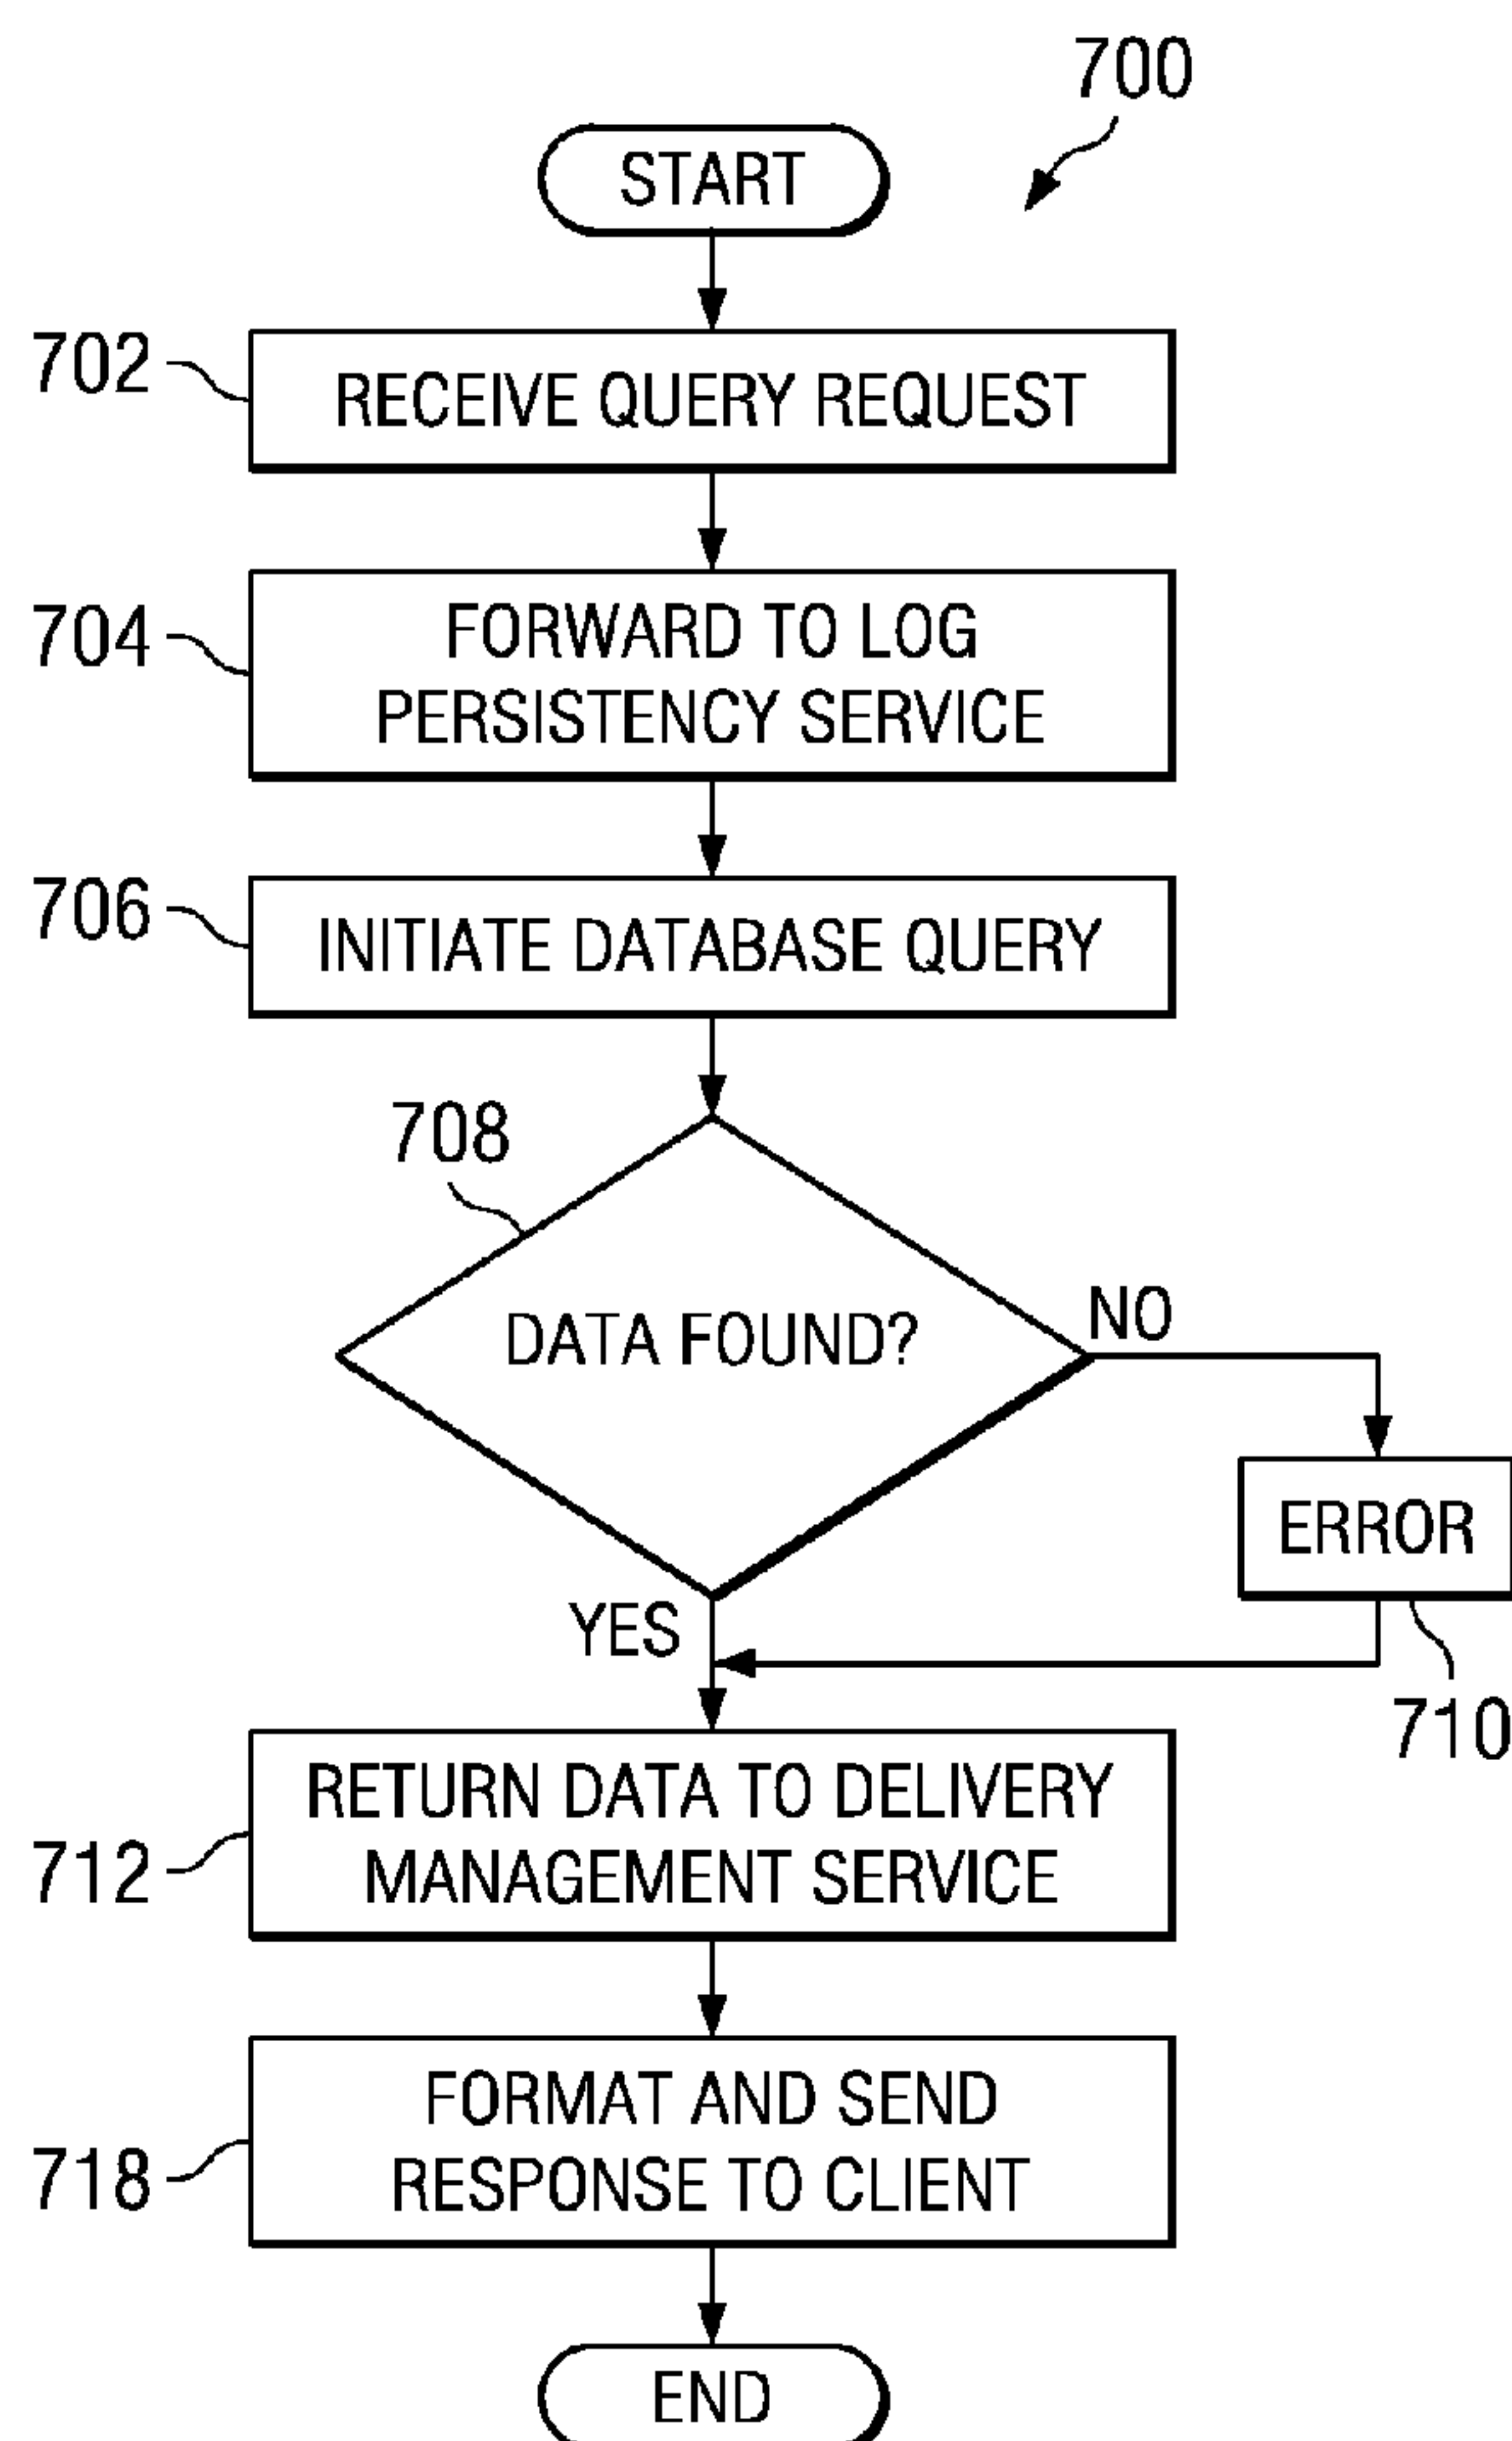 700
START
702
RECEIVE QUERY REQUEST
704
FORWARD TO LOG
PERSISTENCY SERVICE
706
INITIATE DATABASE QUERY
708
DATA FOUND?
NO
ERROR
YES
710
RETURN DATA TO DELIVERY
MANAGEMENT SERVICE
712
FORMAT AND SEND
RESPONSE TO CLIENT
718
END